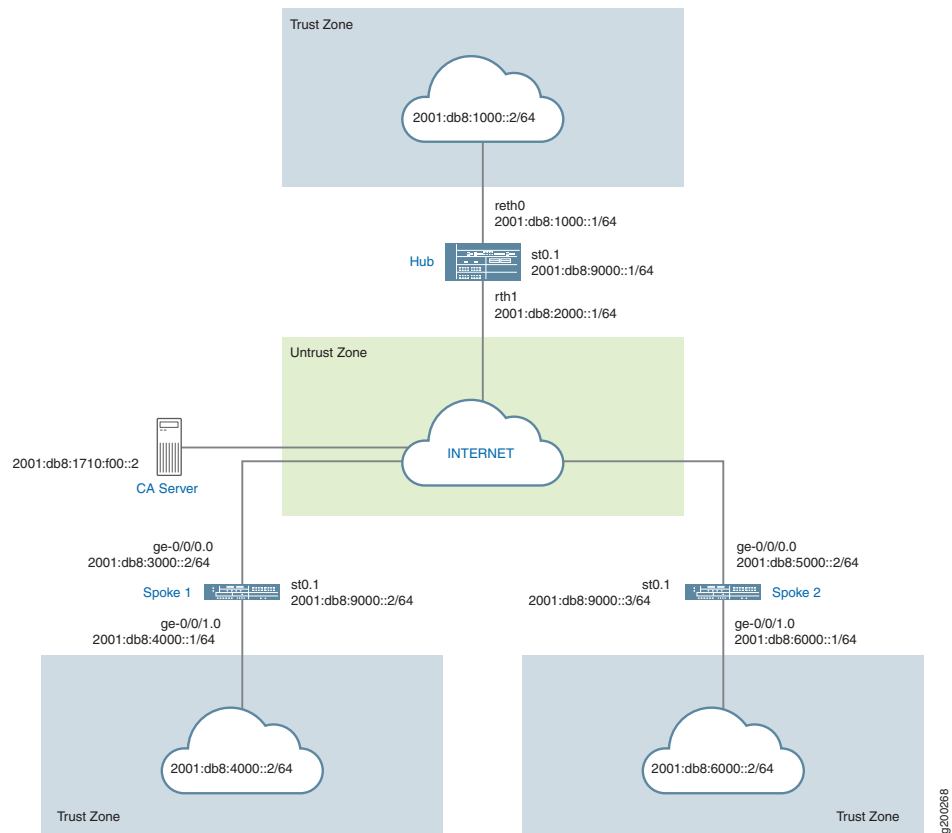 Trust Zone
2001:db8:1000::2/64
reth0
2001:db8:1000::1/64
Hub
st0.1
2001:db8:9000::1/64
rth1
2001:db8:2000::1/64
Untrust Zone
INTERNET
2001:db8:1710:f00::2
CA Server
ge-0/0/0.0
2001:db8:3000::2/64
Spoke 1
st0.1
2001:db8:9000::2/64
ge-0/0/1.0
2001:db8:4000::1/64
ge-0/0/0.0
2001:db8:5000::2/64
st0.1
2001:db8:9000::3/64
Spoke 2
ge-0/0/1.0
2001:db8:6000::1/64
2001:db8:4000::2/64
Trust Zone
2001:db8:6000::2/64
Trust Zone
g200268